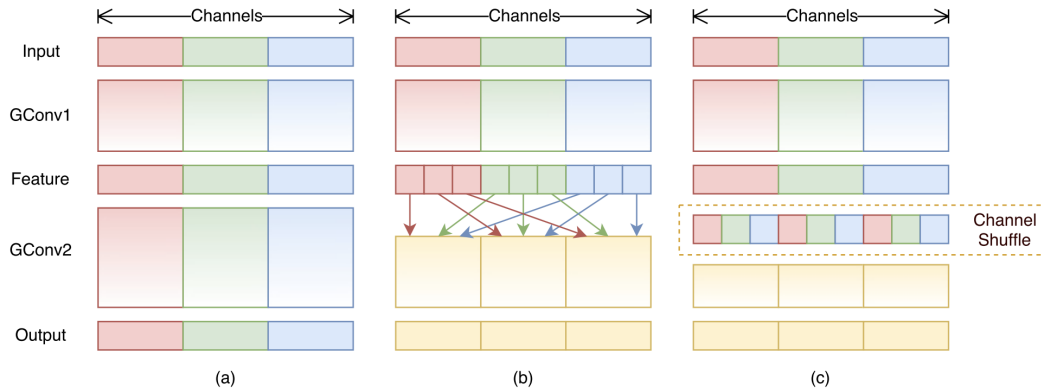 Channels
Channels
Channels
Input
GConv1
Feature
GConv2
Channel
Shuffle
Output
(a)
(b)
(c)